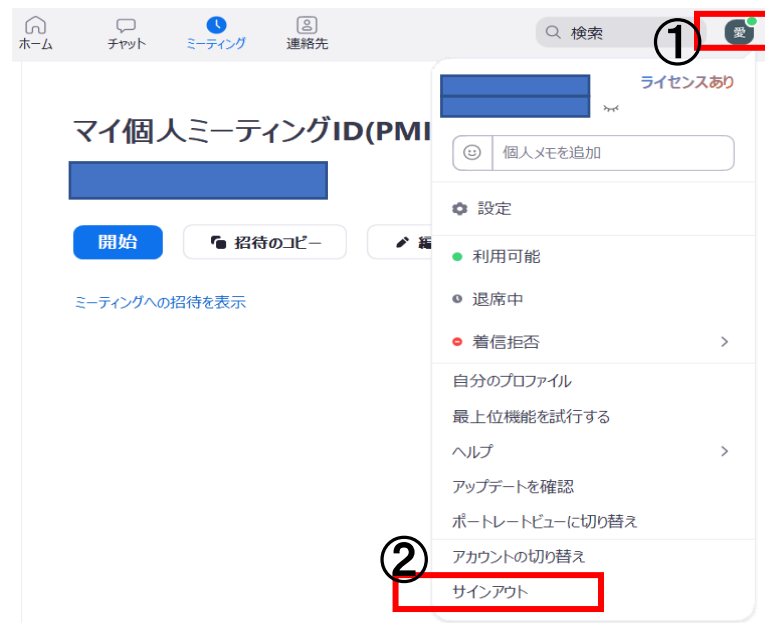 ホーム
チャット
ミーティング
連絡先
検索
①
愛
ライセンスあり
マイ個人ミーティングID(PMI
個人メモを追加
設定
開始
招待のコピー
編
利用可能
ミーティングへの招待を表示
退席中
着信拒否
自分のプロファイル
最上位機能を試行する
ヘルプ
アップデートを確認
ポートレートビューに切り替え
②
アカウントの切り替え
サインアウト